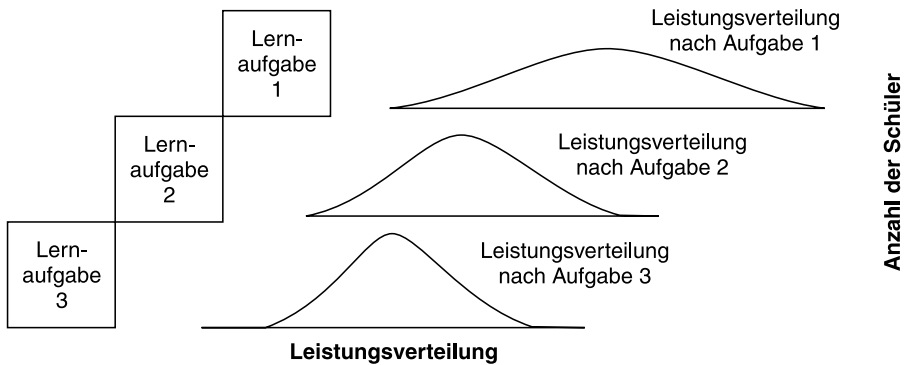 Lern-
aufgabe
1
Leistungsverteilung
nach Aufgabe 1
Lern-
aufgabe
2
Leistungsverteilung
nach Aufgabe 2
Lern-
aufgabe
3
Leistungsverteilung
nach Aufgabe 3
Leistungsverteilung
Anzahl der Schüler